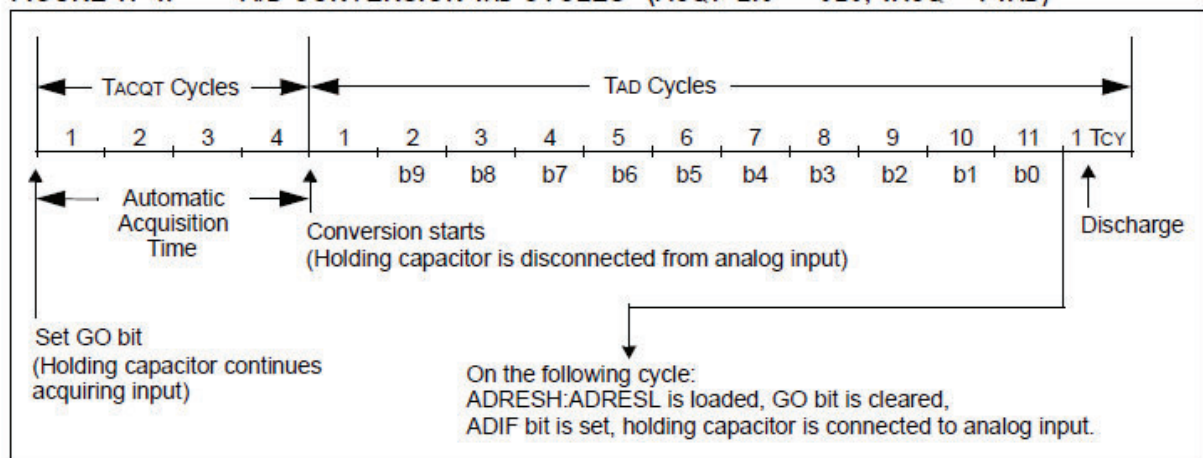 TACQT Cycles
TAD Cycles
1 2 3 4 1 2 3 4 5 6 7 8 9 10 11 1 TCY
b9 b8 b7 b6 b5 b4 b3 b2 b1 b0
Automatic
Acquisition
Time
Conversion starts
(Holding capacitor is disconnected from analog input)
Discharge
Set GO bit
(Holding capacitor continues
acquiring input)
On the following cycle:
ADRESH:ADRESL is loaded, GO bit is cleared,
ADIF bit is set, holding capacitor is connected to analog input.